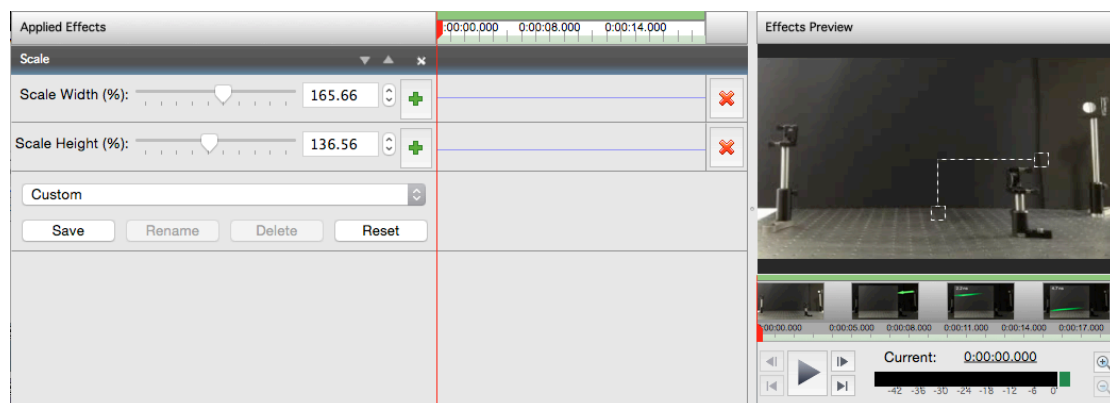 Applied Effects
:00:00.000 0:00:08.000 0:00:14.000
Effects Preview
Scale
Scale Width (%): 165.66
Scale Height (%): 136.56
Custom
Save Rename Delete Reset
:00:00.000 0:00:05.000 0:00:08.000 0:00:11.000 0:00:14.000 0:00:17.000
Current: 0:00:00.000
-42 -36 -30 -24 -18 -12 -6 0